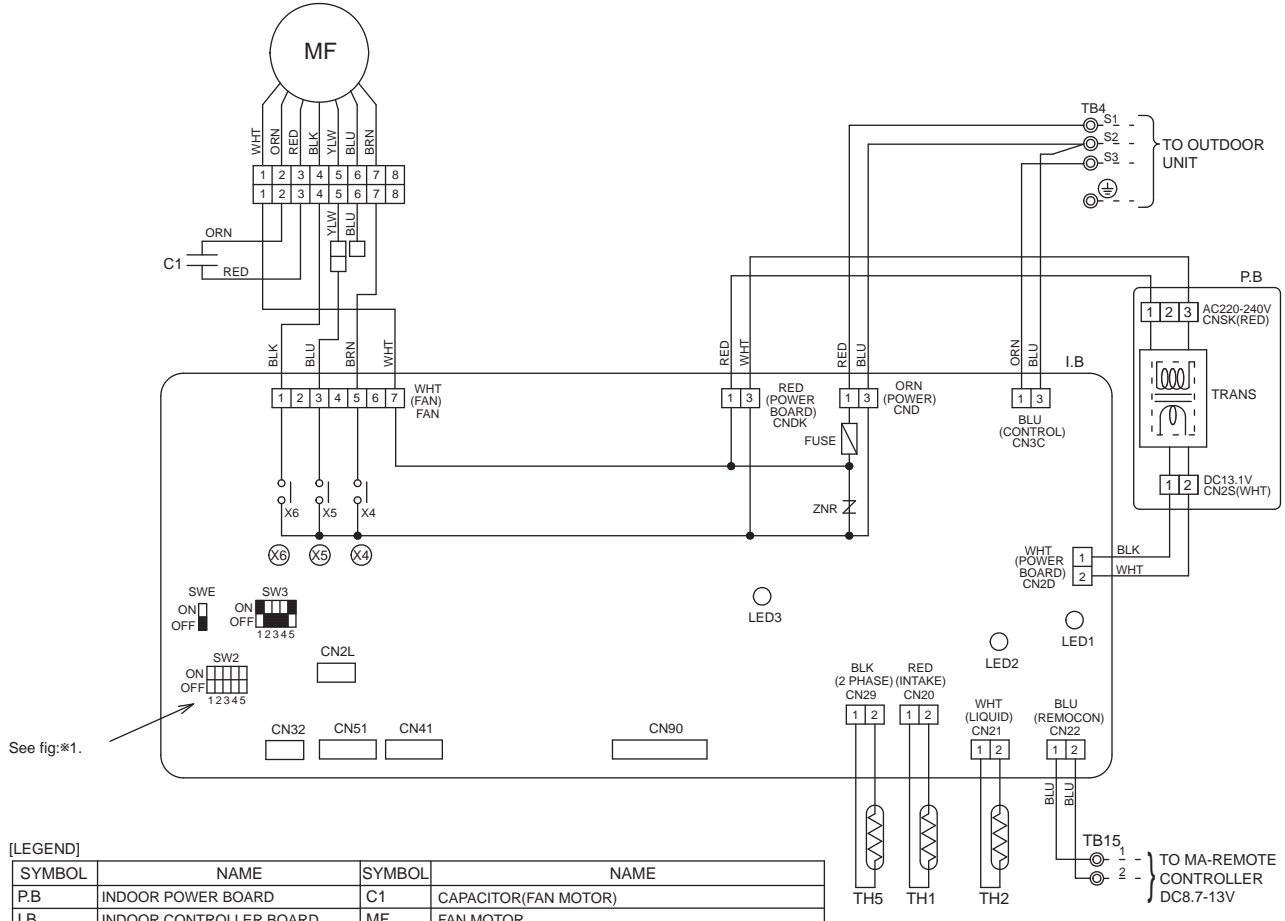 MF
WHT ORN RED BLK YLW BLU BRN
1 2 3 4 5 6 7 8
1 2 3 4 5 6 7 8
YLW BLU
ORN
C1
RED
TB4
S1
S2
S3
TO OUTDOOR
UNIT
P.B
1 2 3
AC220-240V
CNSK(RED)
TRANS
1 2
DC13.1V
CN2S(WHT)
BLK BLU BRN WHT
RED WHT
RED BLU
ORN BLU
I.B
1 2 3 4 5 6 7
WHT
(FAN)
FAN
1 3
RED
(POWER
BOARD)
CNDK
1 3
ORN
(POWER)
CND
1 3
BLU
(CONTROL)
CN3C
FUSE
ZNR
X6 X5 X4
X6 X5 X4
WHT
(POWER
BOARD)
CN2D
1
2
BLK
WHT
SWE
ON
OFF
SW3
ON
OFF
1 2 3 4 5
SW2
ON
OFF
1 2 3 4 5
CN2L
LED3
LED2
LED1
See fig:※1.
CN32
CN51
CN41
CN90
BLK
(2 PHASE)
CN29
1 2
RED
(INTAKE)
CN20
1 2
WHT
(LIQUID)
CN21
1 2
BLU
(REMOCON)
CN22
1 2
BLU BLU
TH5
TH1
TH2
TB15
1
2
TO MA-REMOTE
CONTROLLER
DC8.7-13V
[LEGEND]
SYMBOL NAME SYMBOL NAME
P.B INDOOR POWER BOARD C1 CAPACITOR(FAN MOTOR)
I.B INDOOR CONTROLLER BOARD MF FAN MOTOR